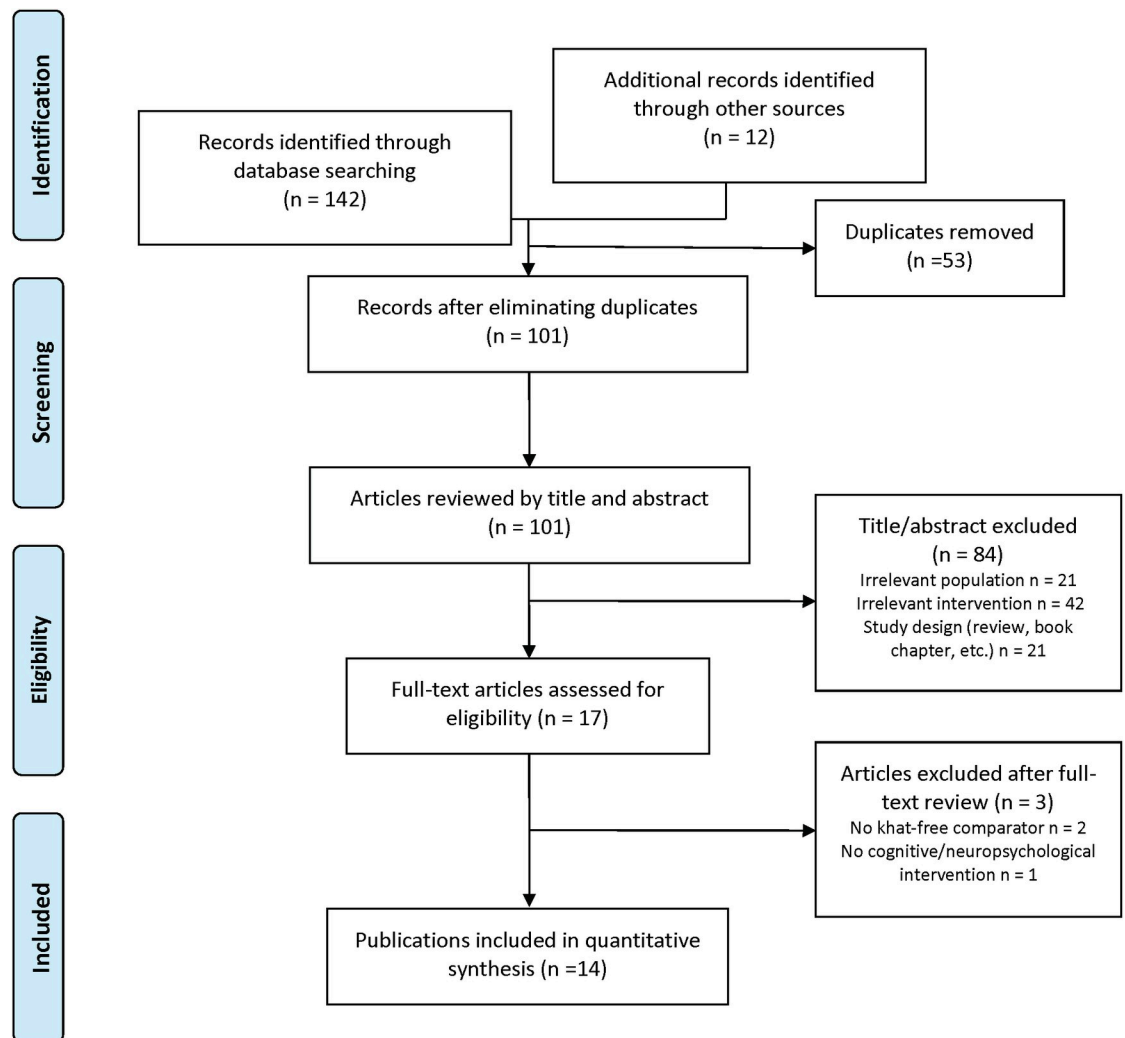 Identification
Records identified through
database searching
(n = 142)
Additional records identified
through other sources
(n = 12)
Duplicates removed
(n =53)
Screening
Records after eliminating duplicates
(n = 101)
Articles reviewed by title and abstract
(n = 101)
Title/abstract excluded
(n = 84)
Irrelevant population n = 21
Irrelevant intervention n = 42
Study design (review, book
chapter, etc.) n = 21
Eligibility
Full-text articles assessed for
eligibility (n = 17)
Articles excluded after full-
text review (n = 3)
No khat-free comparator n = 2
No cognitive/neuropsychological
intervention n = 1
Included
Publications included in quantitative
synthesis (n =14)